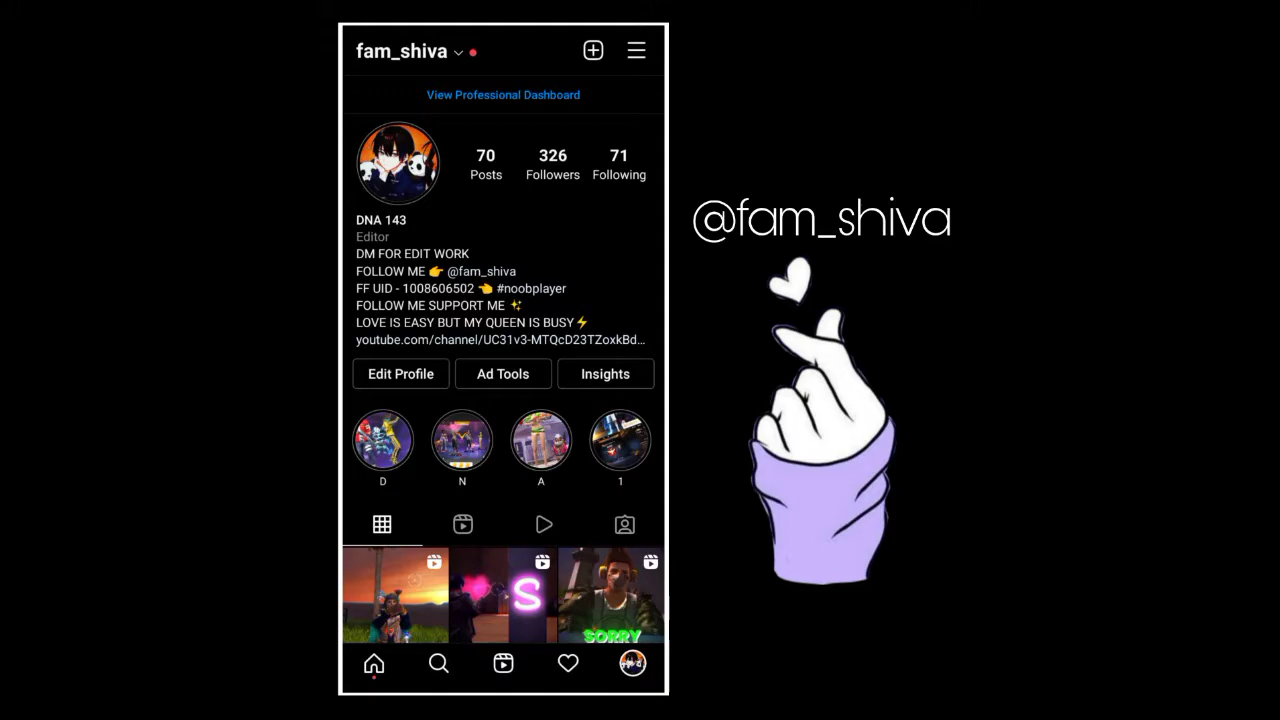 fam_shiva
View Professional Dashboard
70
Posts
326
Followers
71
Following
DNA 143
Editor
DM FOR EDIT WORK
FOLLOW ME 👉 @fam_shiva
FF UID - 1008606502 👈 #noobplayer
FOLLOW ME SUPPORT ME ✨
LOVE IS EASY BUT MY QUEEN IS BUSY⚡
youtube.com/channel/UC31v3-MTQcD23TZoxkBd...
Edit Profile
Ad Tools
Insights
D
N
A
1
S
SORRY
@fam_shiva